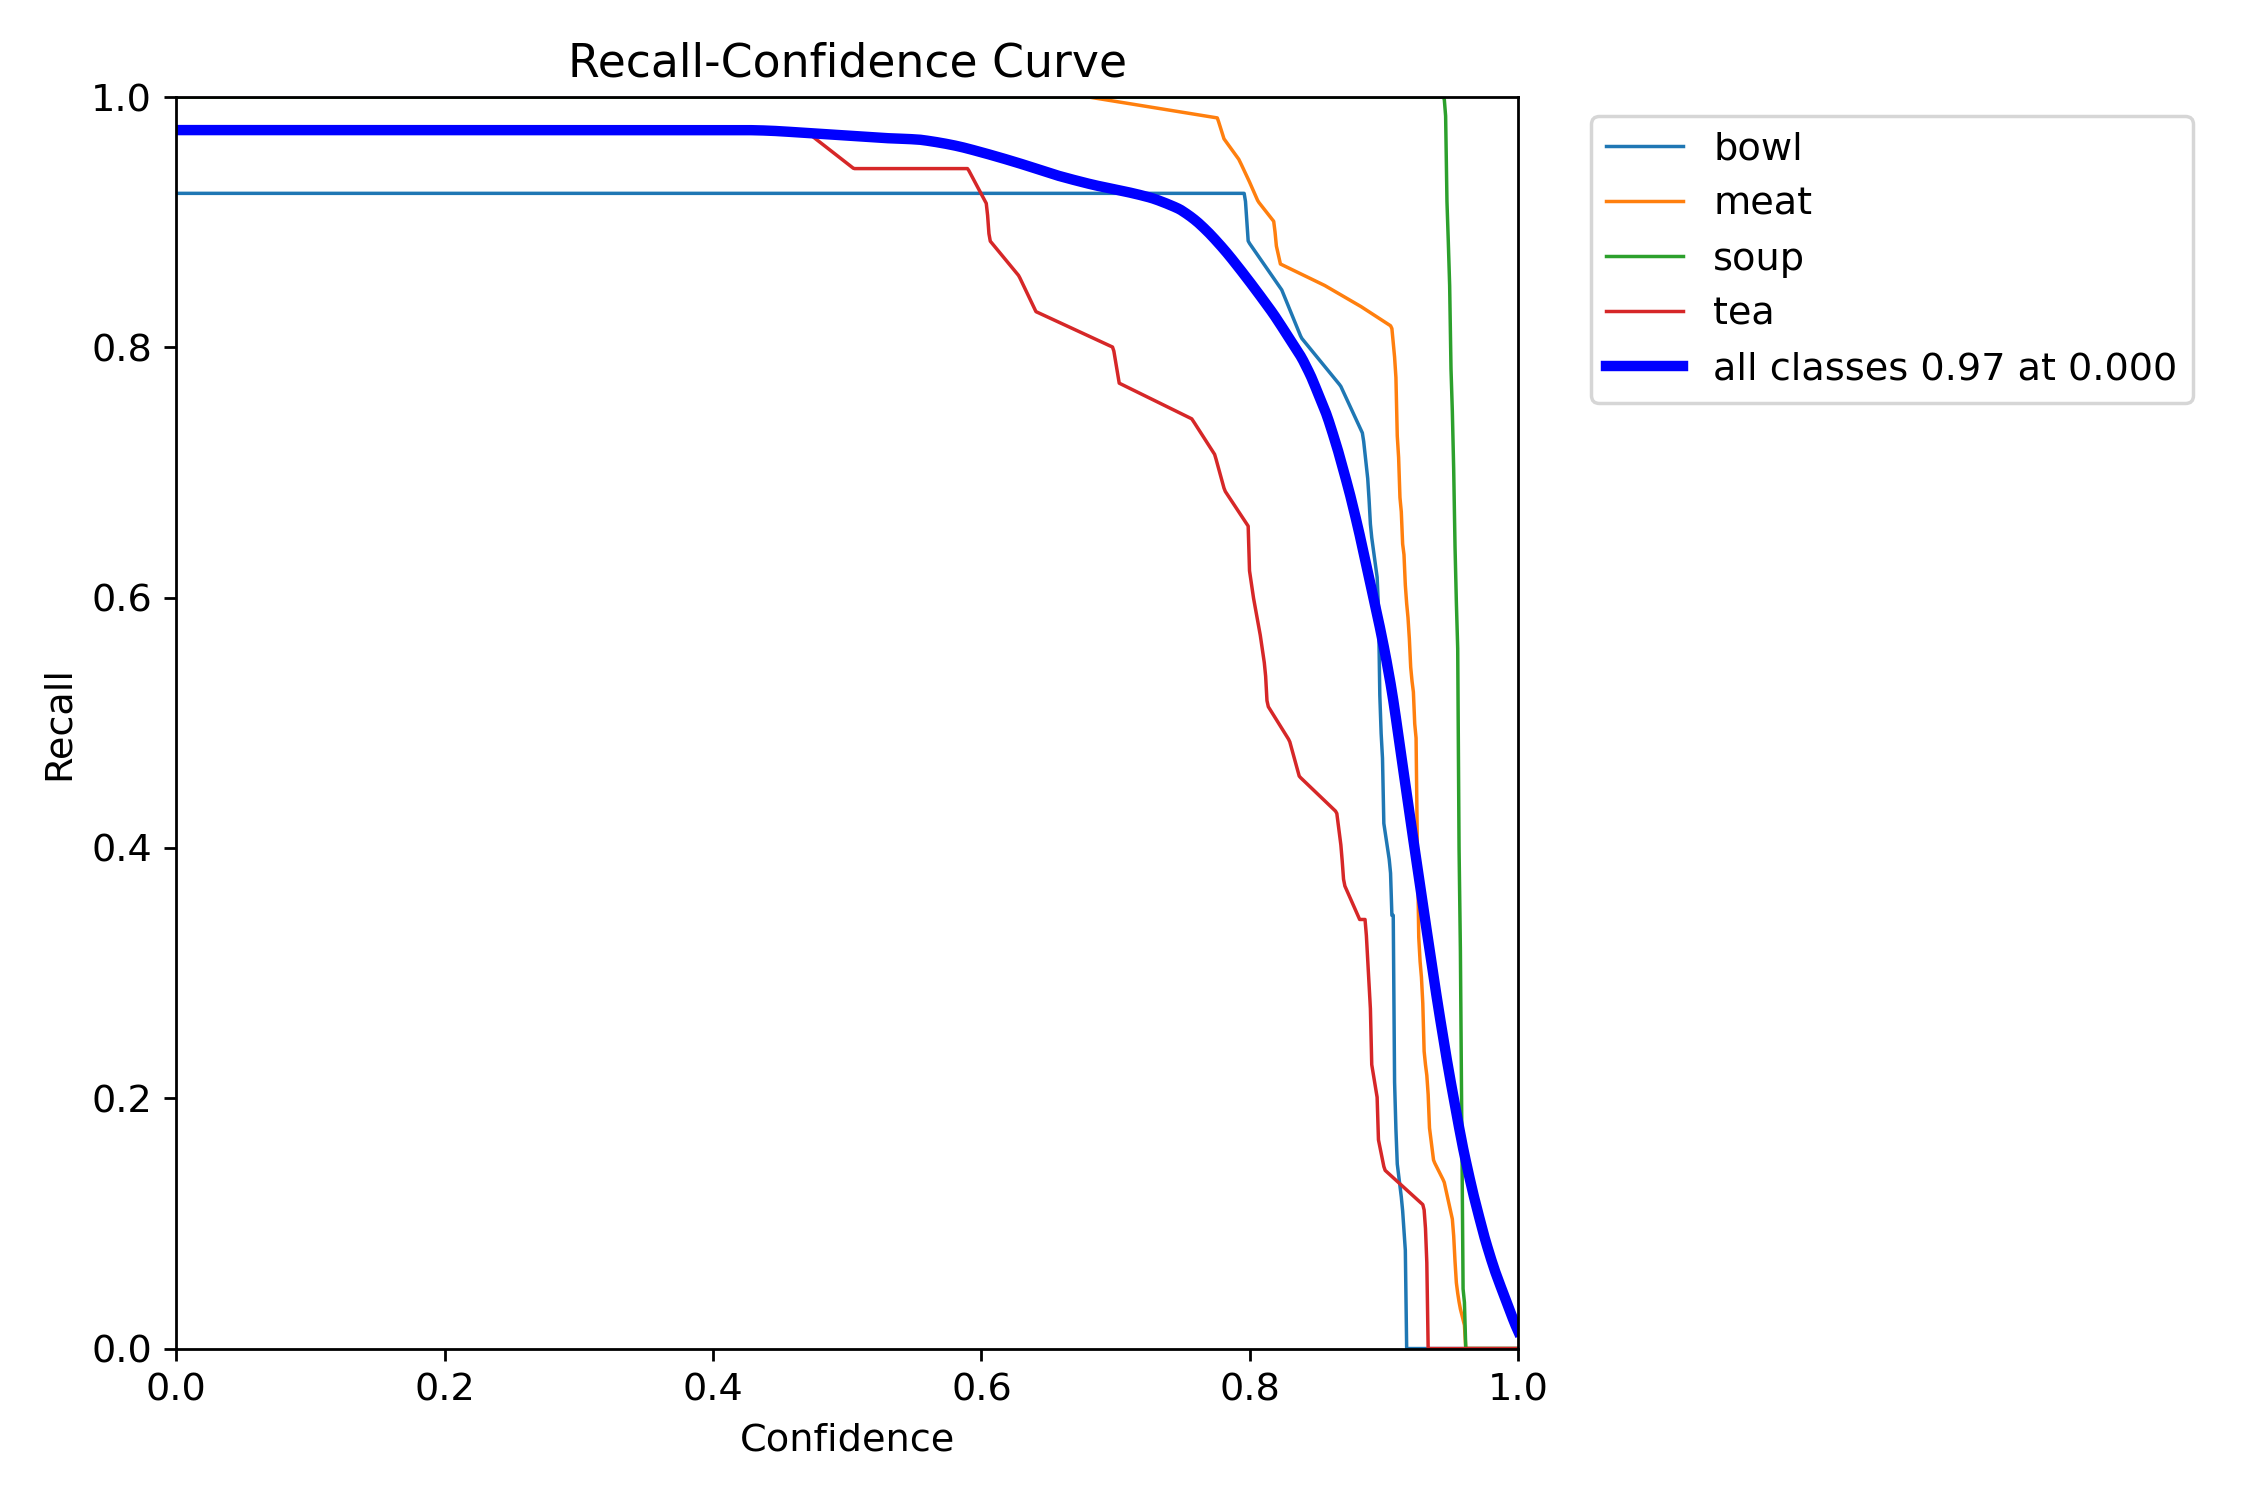 Recall-Confidence Curve
1.0
0.8
0.6
0.4
0.2
0.0
Recall
0.0 0.2 0.4 0.6 0.8 1.0
Confidence
bowl
meat
soup
tea
all classes 0.97 at 0.000